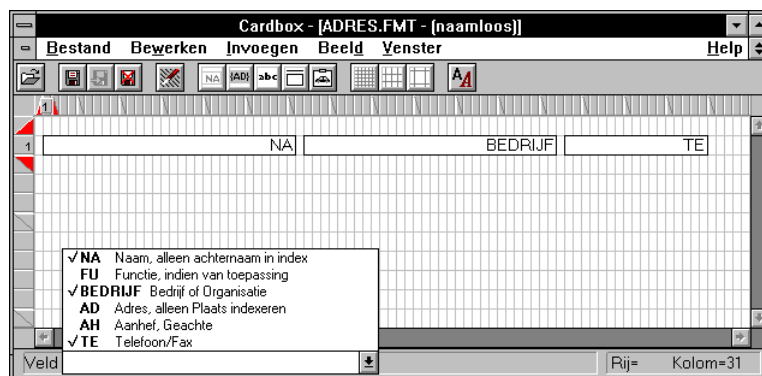 Cardbox - [ADRES.FMT - (naamloos)]
Bestand Bewerken Invoegen Beeld Venster Help
NA {AD} abc AA
1
1 NA BEDRIJF TE
√ NA Naam, alleen achternaam in index
FU Functie, indien van toepassing
√ BEDRIJF Bedrijf of Organisatie
AD Adres, alleen Plaats indexeren
AH Aanhef, Geachte
√ TE Telefoon/Fax
Veld Rij= Kolom=31